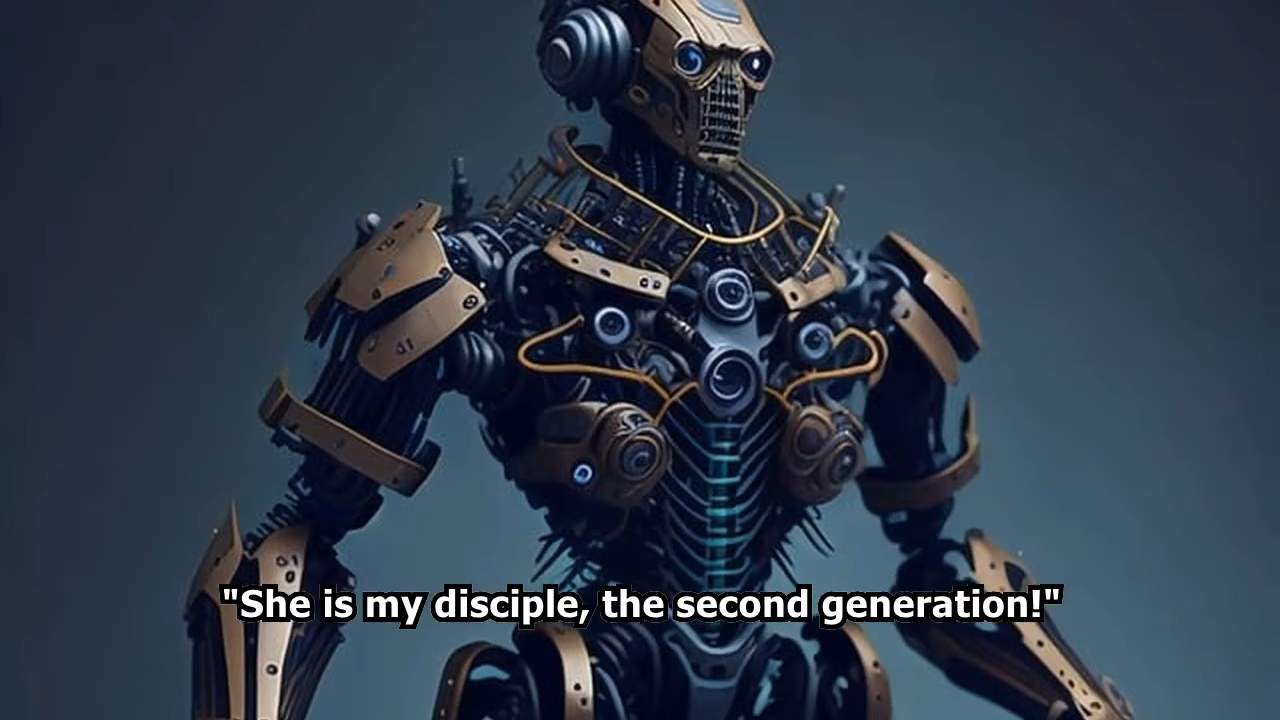 "She is my disciple, the second generation!"